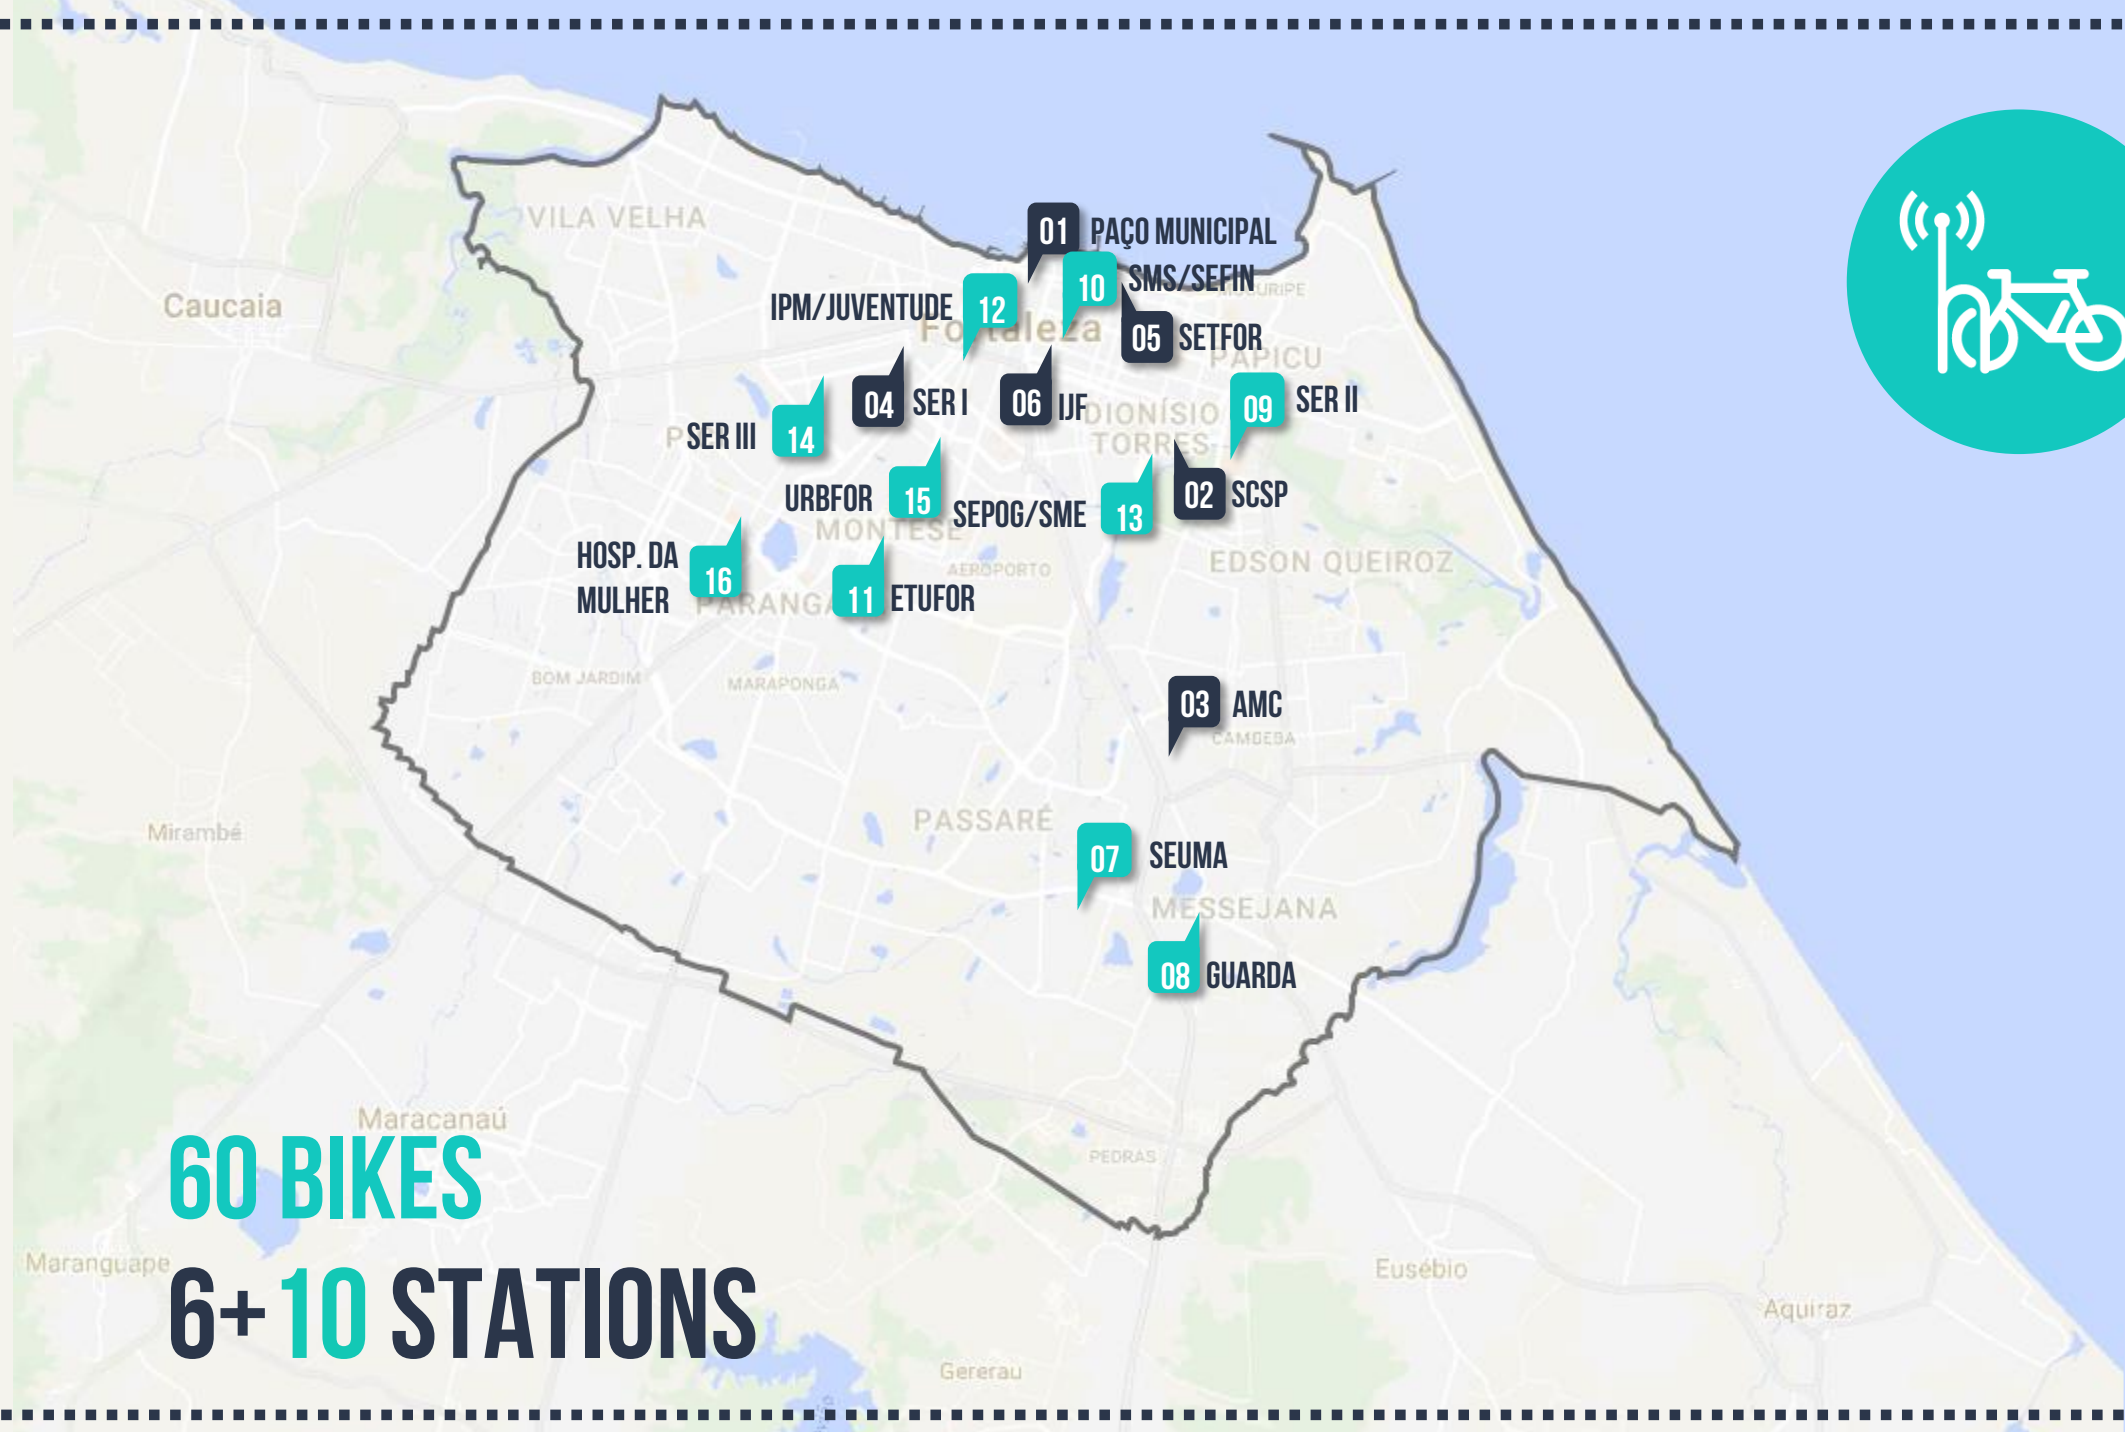 VILA VELHA
01 PAÇO MUNICIPAL
10 SMS/SEFIN
Caucaia
IPM/JUVENTUDE 12
Fortaleza
05 SETFOR
PAPICU
04 SER I
06 IJF
DIONÍSIO
TORRES
09 SER II
SER III 14
URBFOR 15
SEPOG/SME 13
02 SCSP
MONTESE
AEROPORTO
EDSON QUEIROZ
HOSP. DA
MULHER 16
11 ETUFOR
BOM JARDIM
MARAPONGA
03 AMC
CAMBEBA
Mirambé
PASSARÉ
07 SEUMA
MESSEJANA
08 GUARDA
Maracanaú
60 BIKES
PEDRAS
Maranguape
6+10 STATIONS
Eusébio
Aquiraz
Gererau